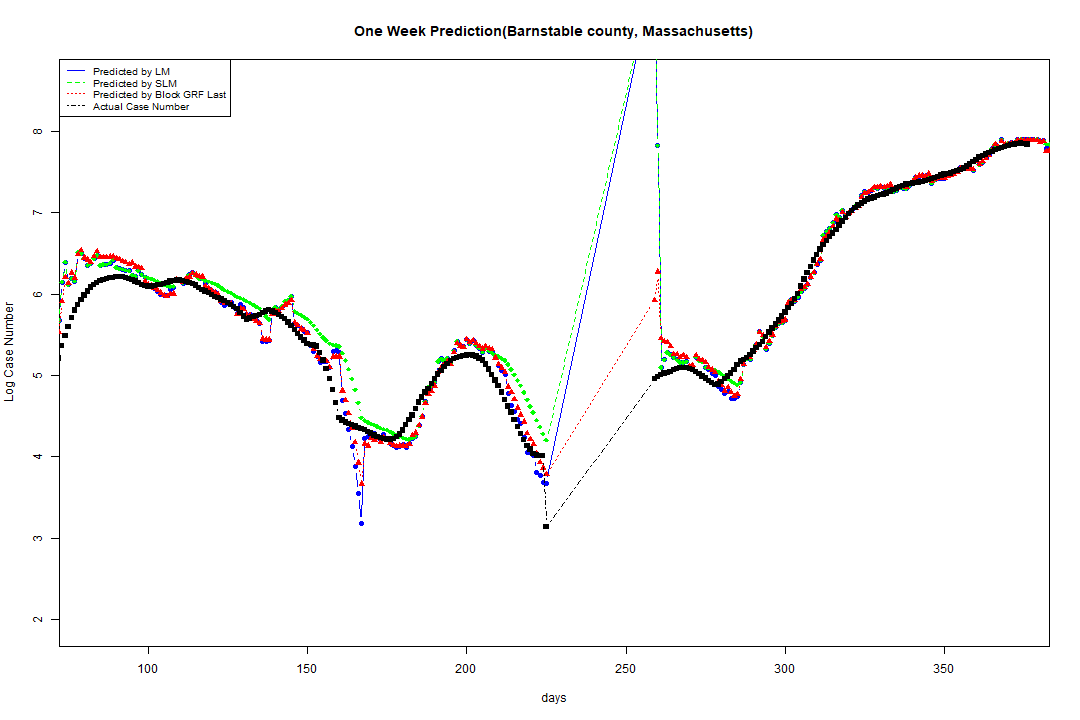 One Week Prediction(Barnstable county, Massachusetts)
Predicted by LM
Predicted by SLM
Predicted by Block GRF Last
Actual Case Number
Log Case Number
8
7
6
5
4
3
2
100 150 200 250 300 350
days